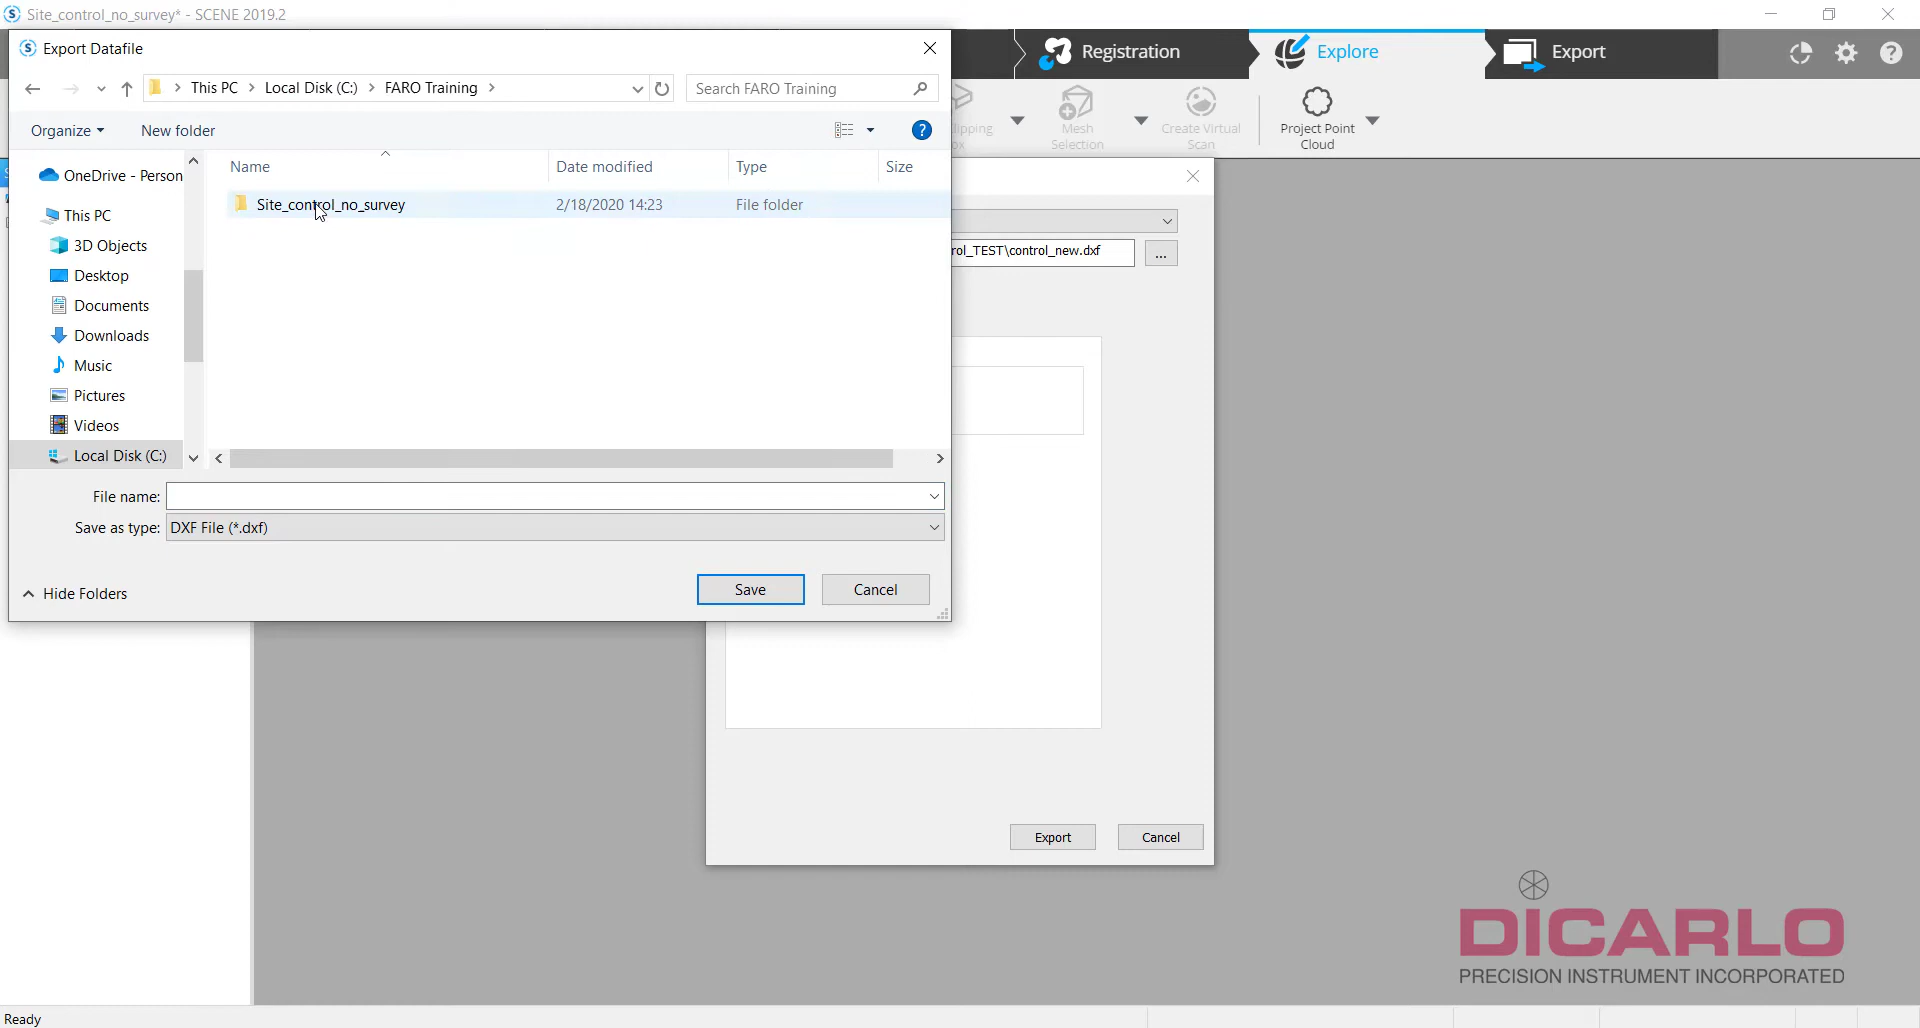 Site_control_no_survey* - SCENE 2019.2
Export Datafile
Registration
Explore
Export
This PC > Local Disk (C:) > FARO Training >
Search FARO Training
Organize
New folder
Mesh Selection
Create Virtual Scan
Project Point Cloud
Name
Date modified
Type
Size
OneDrive - Person
Site_control_no_survey
2/18/2020 14:23
File folder
This PC
3D Objects
Desktop
Documents
Downloads
Music
Pictures
Videos
Local Disk (C:)
rol_TEST\control_new.dxf
...
File name:
Save as type: DXF File (*.dxf)
Hide Folders
Save
Cancel
Export
Cancel
DICARLO
PRECISION INSTRUMENT INCORPORATED
Ready